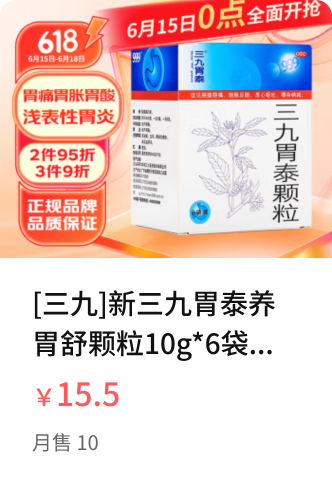 6月15日0点全面开抢
618
6月15日-6月18日
胃痛胃胀胃酸
浅表性胃炎
2件95折
3件9折
正规品牌
品质保证
999
三九胃泰
OTC
三九胃泰颗粒
[三九]新三九胃泰养
胃舒颗粒10g*6袋...
￥15.5
月售 10